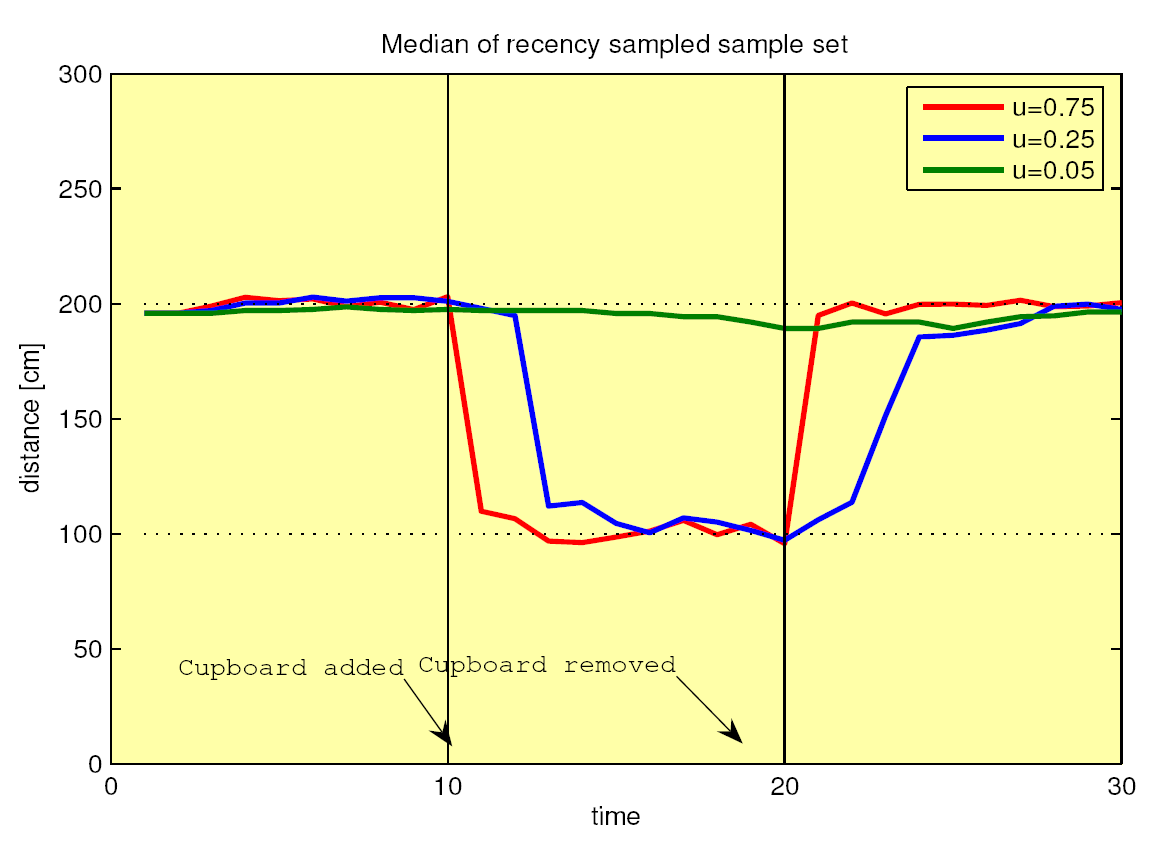 Median of recency sampled sample set
300
250
200
150
100
50
0
distance [cm]
u=0.75
u=0.25
u=0.05
Cupboard added
Cupboard removed
0 10 20 30
time